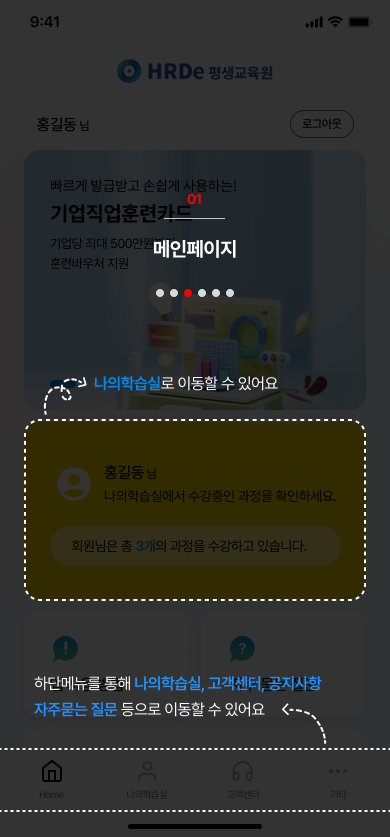 9:41
HRDe 평생교육원
홍길동 님
로그아웃
빠르게 발급받고 손쉽게 사용하는!
01
기업직업훈련카드
기업당 최대 500만원
메인페이지
훈련바우처 지원
나의학습실로 이동할 수 있어요
홍길동 님
나의학습실에서 수강중인 과정을 확인하세요.
회원님은 총 3개의 과정을 수강하고 있습니다.
하단메뉴를 통해 나의학습실, 고객센터, 공지사항
자주묻는 질문 등으로 이동할 수 있어요
Home
나의학습실
고객센터
기타